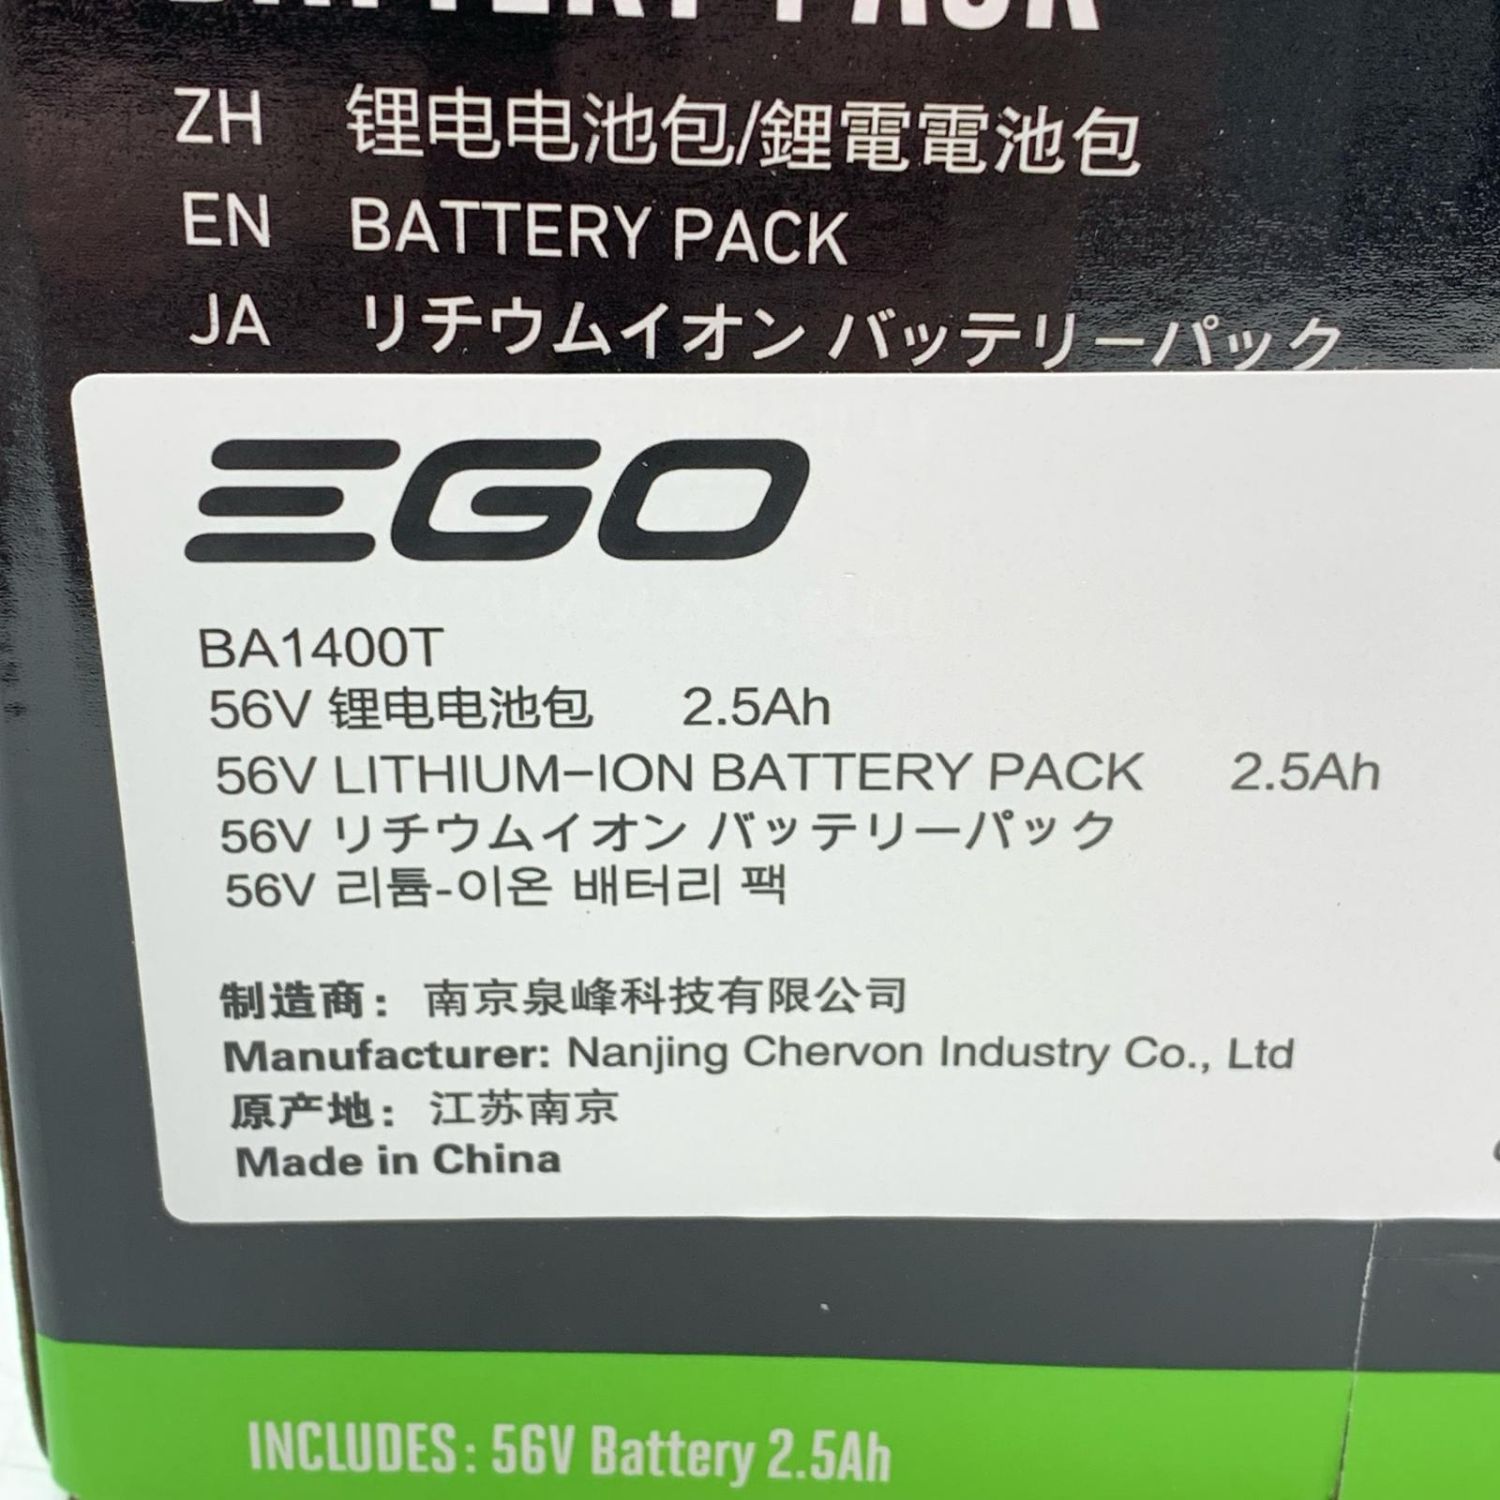 BATTERY PACK
ZH 锂电电池包/鋰電電池包
EN BATTERY PACK
JA リチウムイオン バッテリーパック
EGO
BA1400T
56V 锂电电池包 2.5Ah
56V LITHIUM-ION BATTERY PACK 2.5Ah
56V リチウムイオン バッテリーパック
56V 리튬-이온 배터리 팩
制造商： 南京泉峰科技有限公司
Manufacturer: Nanjing Chervon Industry Co., Ltd
原产地： 江苏南京
Made in China
INCLUDES: 56V Battery 2.5Ah